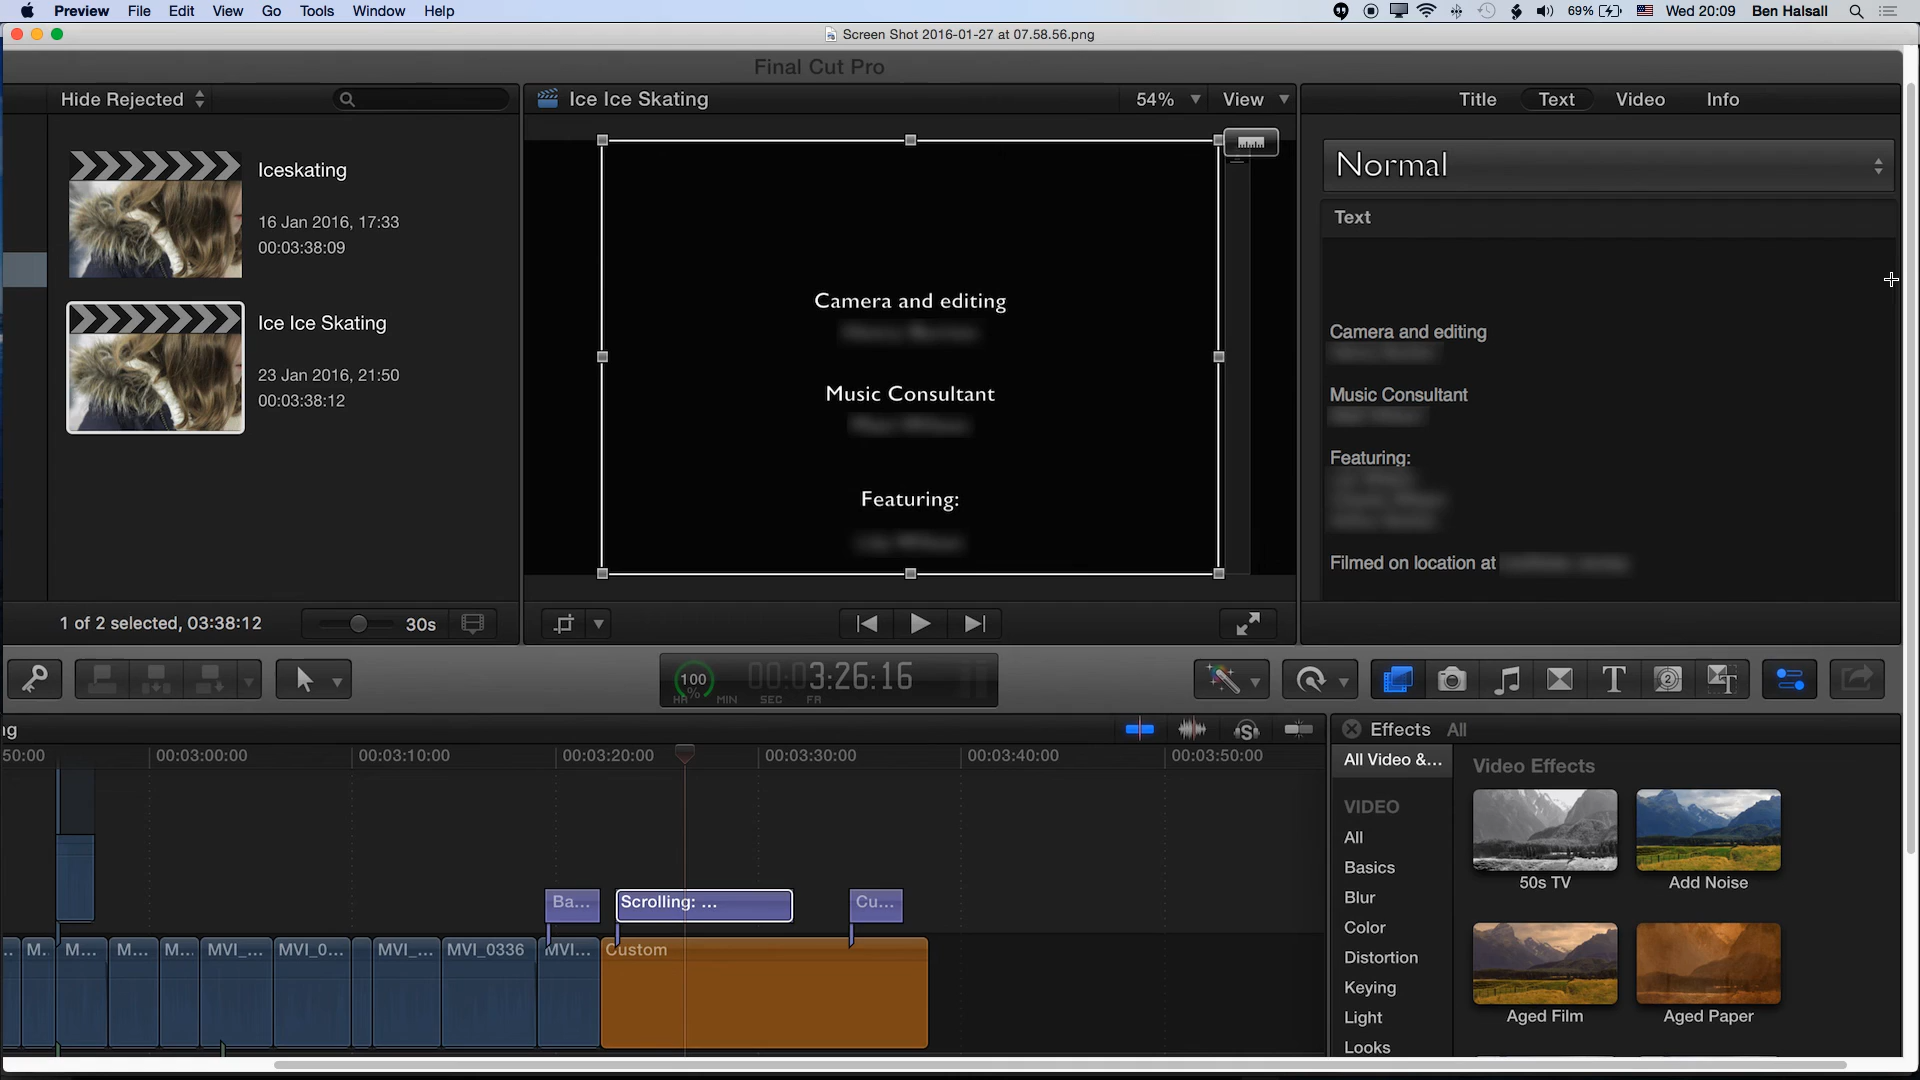 Preview File Edit View Go Tools Window Help
69% Wed 20:09 Ben Halsall
Screen Shot 2016-01-27 at 07.58.56.png
Final Cut Pro
Hide Rejected
Ice Ice Skating
54% View
Title Text Video Info
Iceskating
16 Jan 2016, 17:33
00:03:38:09
Ice Ice Skating
23 Jan 2016, 21:50
00:03:38:12
Camera and editing
Music Consultant
Featuring:
Normal
Text
Camera and editing
Music Consultant
Featuring:
Filmed on location at
1 of 2 selected, 03:38:12
30s
100
%
00:03:26:16
HR MIN SEC FR
ng
50:00 00:03:00:00 00:03:10:00 00:03:20:00 00:03:30:00 00:03:40:00 00:03:50:00
Ba... Scrolling: ... Cu...
M... M... M... M... MVI_... MVI_0... MVI_... MVI_0336 MVI... Custom
Effects All
All Video &...
VIDEO
All
Basics
Blur
Color
Distortion
Keying
Light
Looks
Video Effects
50s TV
Add Noise
Aged Film
Aged Paper